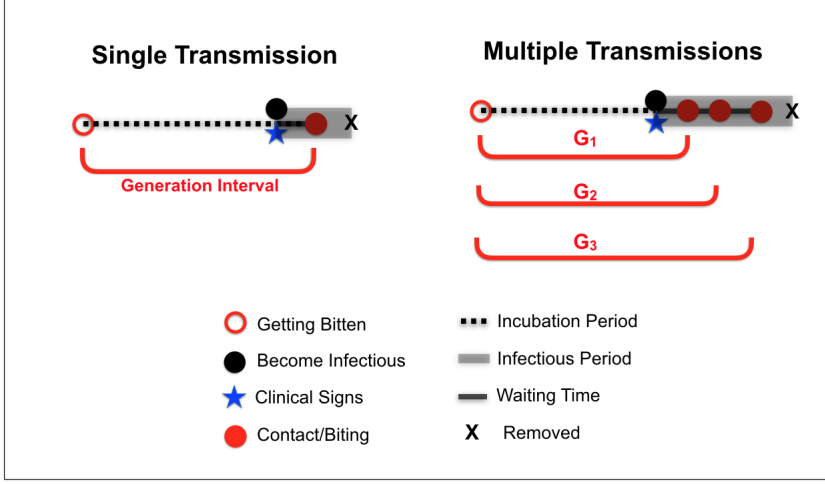 Single Transmission
Multiple Transmissions
X
X
Generation Interval
G1
G2
G3
Getting Bitten
Become Infectious
Clinical Signs
Contact/Biting
Incubation Period
Infectious Period
Waiting Time
X Removed